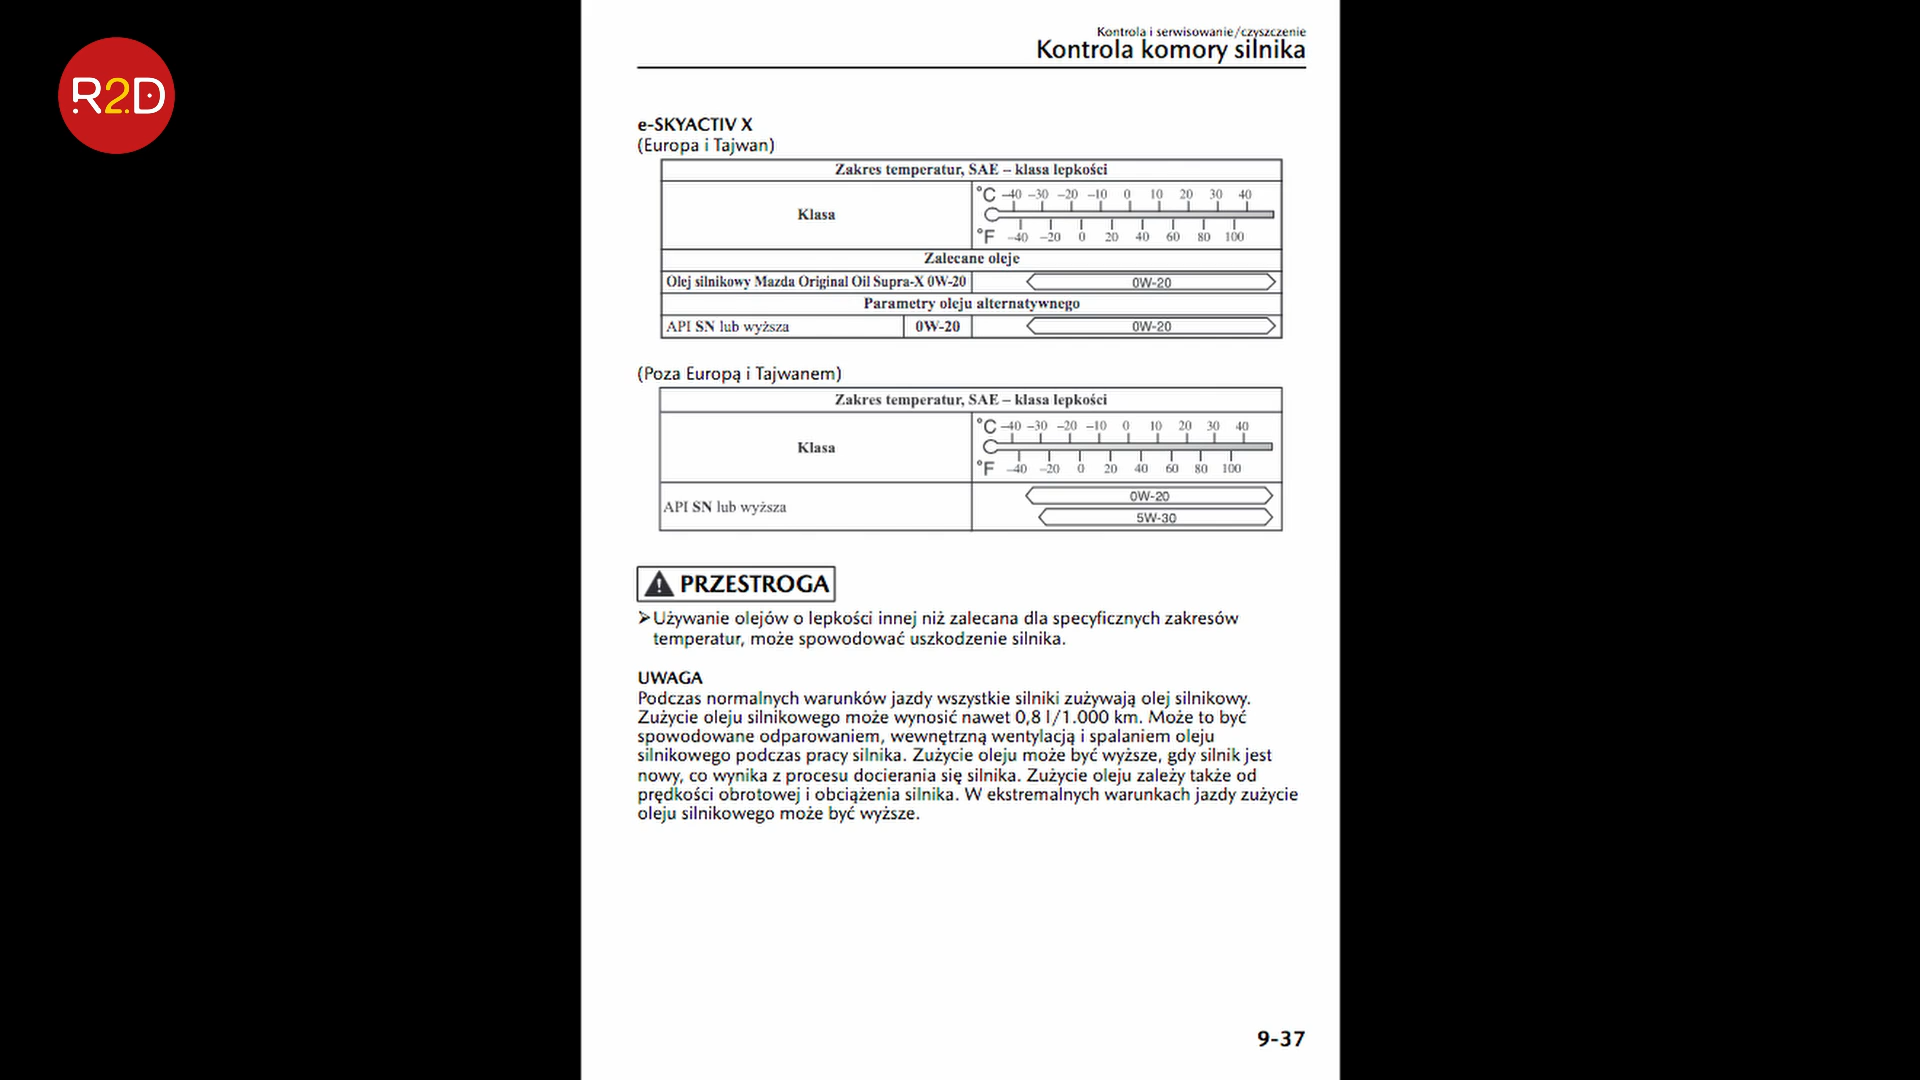 R2D
Kontrola i serwisowanie/czyszczenie
Kontrola komory silnika
e-SKYACTIV X
(Europa i Tajwan)
Zakres temperatur, SAE – klasa lepkości
Klasa
°C –40 –30 –20 –10 0 10 20 30 40
°F –40 –20 0 20 40 60 80 100
Zalecane oleje
Olej silnikowy Mazda Original Oil Supra-X 0W-20 0W-20
Parametry oleju alternatywnego
API SN lub wyższa 0W-20 0W-20
(Poza Europą i Tajwanem)
Zakres temperatur, SAE – klasa lepkości
Klasa
°C –40 –30 –20 –10 0 10 20 30 40
°F –40 –20 0 20 40 60 80 100
API SN lub wyższa
0W-20
5W-30
PRZESTROGA
➢Używanie olejów o lepkości innej niż zalecana dla specyficznych zakresów
temperatur, może spowodować uszkodzenie silnika.
UWAGA
Podczas normalnych warunków jazdy wszystkie silniki zużywają olej silnikowy.
Zużycie oleju silnikowego może wynosić nawet 0,8 l/1.000 km. Może to być
spowodowane odparowaniem, wewnętrzną wentylacją i spalaniem oleju
silnikowego podczas pracy silnika. Zużycie oleju może być wyższe, gdy silnik jest
nowy, co wynika z procesu docierania się silnika. Zużycie oleju zależy także od
prędkości obrotowej i obciążenia silnika. W ekstremalnych warunkach jazdy zużycie
oleju silnikowego może być wyższe.
9-37